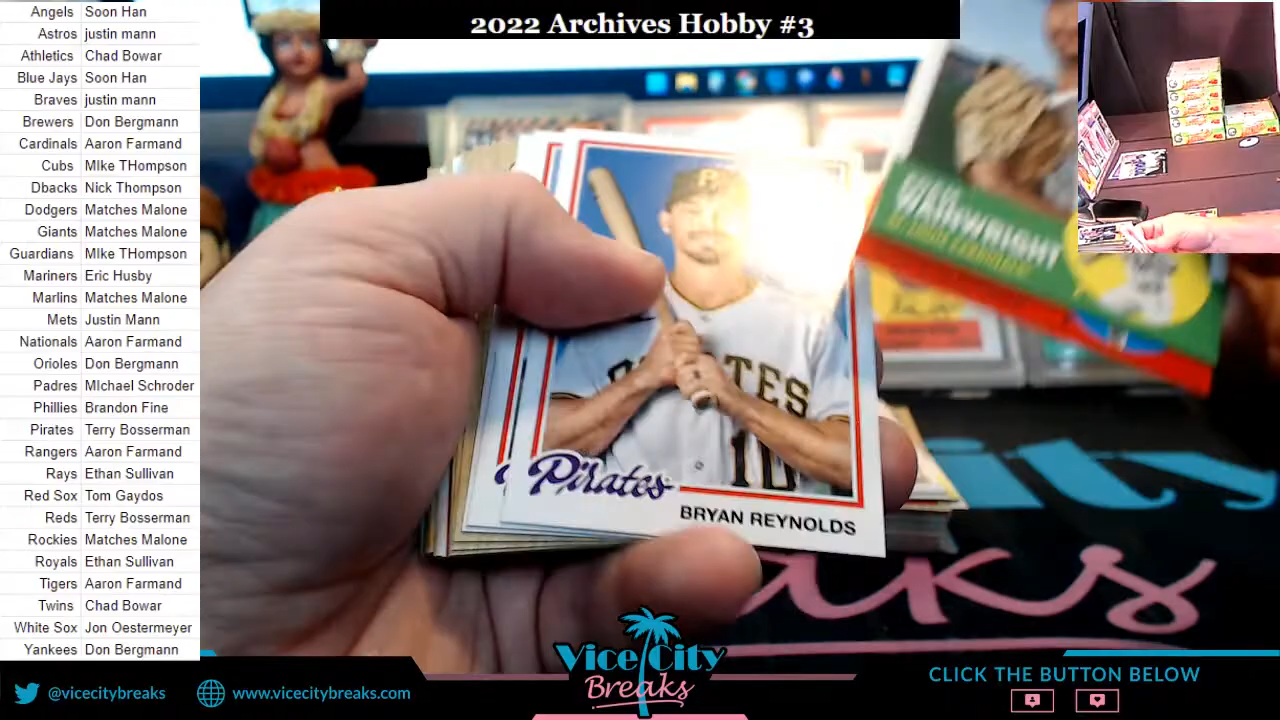 2022 Archives Hobby #3
Angels Soon Han
Astros justin mann
Athletics Chad Bowar
Blue Jays Soon Han
Braves justin mann
Brewers Don Bergmann
Cardinals Aaron Farmand
Cubs MIke THompson
Dbacks Nick Thompson
Dodgers Matches Malone
Giants Matches Malone
Guardians MIke THompson
Mariners Eric Husby
Marlins Matches Malone
Mets Justin Mann
Nationals Aaron Farmand
Orioles Don Bergmann
Padres MIchael Schroder
Phillies Brandon Fine
Pirates Terry Bosserman
Rangers Aaron Farmand
Rays Ethan Sullivan
Red Sox Tom Gaydos
Reds Terry Bosserman
Rockies Matches Malone
Royals Ethan Sullivan
Tigers Aaron Farmand
Twins Chad Bowar
White Sox Jon Oestermeyer
Yankees Don Bergmann
WAINWRIGHT
10
Pirates
BRYAN REYNOLDS
Vice City
Breaks
@vicecitybreaks
www.vicecitybreaks.com
CLICK THE BUTTON BELOW